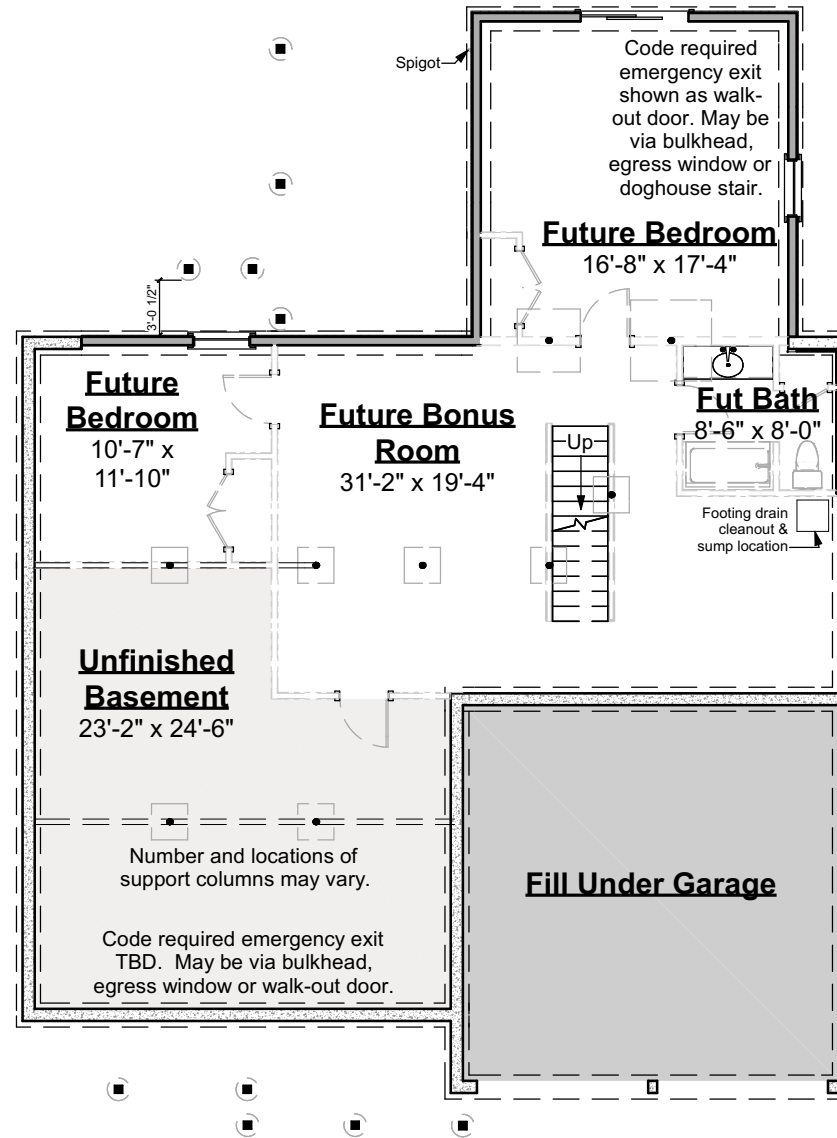 Spigot
Code required
emergency exit
shown as walk-
out door. May be
via bulkhead,
egress window or
doghouse stair.
Future Bedroom
16'-8" x 17'-4"
3'-0 1/2"
Future
Bedroom
10'-7" x
11'-10"
Future Bonus
Room
31'-2" x 19'-4"
Up
Fut Bath
8'-6" x 8'-0"
Footing drain
cleanout &
sump location
Unfinished
Basement
23'-2" x 24'-6"
Number and locations of
support columns may vary.
Code required emergency exit
TBD. May be via bulkhead,
egress window or walk-out door.
Fill Under Garage